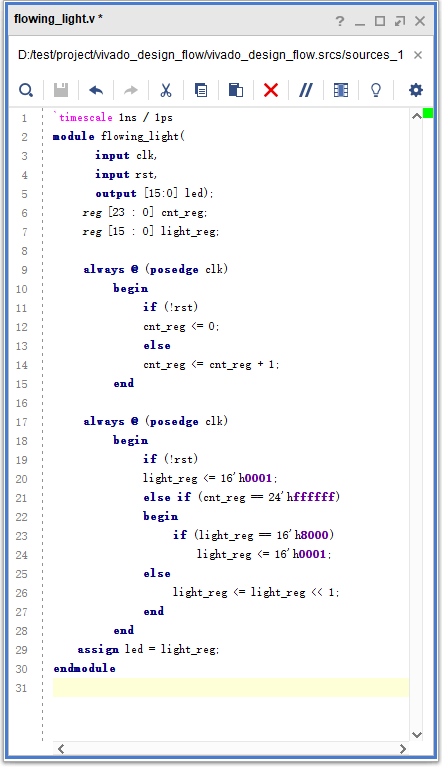 flowing_light.v *
D:/test/project/vivado_design_flow/vivado_design_flow.srcs/sources_1
1 `timescale 1ns / 1ps
2 module flowing_light(
3 input clk,
4 input rst,
5 output [15:0] led);
6 reg [23 : 0] cnt_reg;
7 reg [15 : 0] light_reg;
8
9 always @ (posedge clk)
10 begin
11 if (!rst)
12 cnt_reg <= 0;
13 else
14 cnt_reg <= cnt_reg + 1;
15 end
16
17 always @ (posedge clk)
18 begin
19 if (!rst)
20 light_reg <= 16'h0001;
21 else if (cnt_reg == 24'hffffff)
22 begin
23 if (light_reg == 16'h8000)
24 light_reg <= 16'h0001;
25 else
26 light_reg <= light_reg << 1;
27 end
28 end
29 assign led = light_reg;
30 endmodule
31